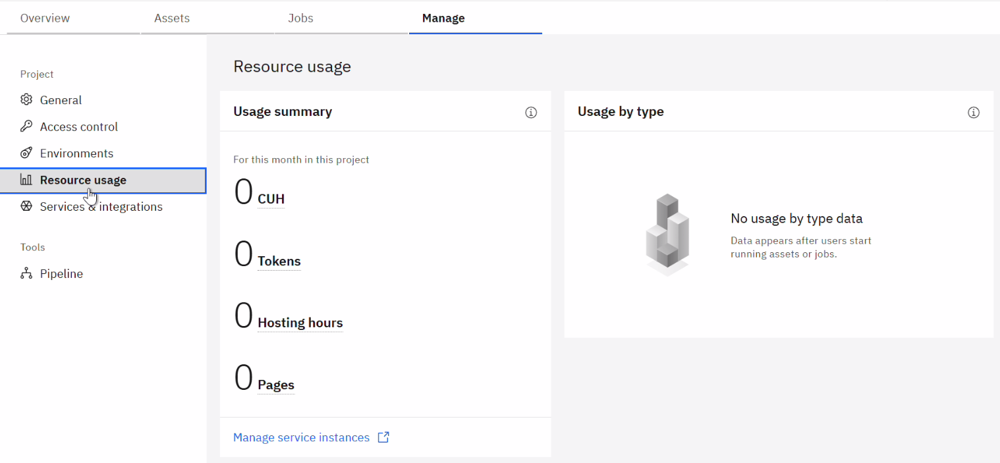 Overview
Assets
Jobs
Manage
Project
General
Access control
Environments
Resource usage
Services & integrations
Tools
Pipeline
Resource usage
Usage summary
For this month in this project
0 CUH
0 Tokens
0 Hosting hours
0 Pages
Manage service instances
Usage by type
No usage by type data
Data appears after users start
running assets or jobs.